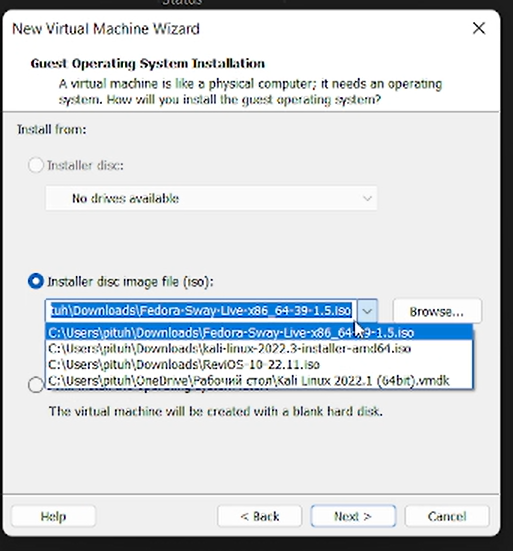 Status
New Virtual Machine Wizard
Guest Operating System Installation
A virtual machine is like a physical computer; it needs an operating
system. How will you install the guest operating system?
Install from:
Installer disc:
No drives available
Installer disc image file (iso):
tuh\Downloads\Fedora-Sway-Live-x86_64-39-1.5.iso
Browse...
C:\Users\pituh\Downloads\Fedora-Sway-Live-x86_64-39-1.5.iso
C:\Users\pituh\Downloads\kali-linux-2022.3-installer-amd64.iso
C:\Users\pituh\Downloads\ReviOS-10-22.11.iso
C:\Users\pituh\OneDrive\Рабочий стол\Kali Linux 2022.1 (64bit).vmdk
The virtual machine will be created with a blank hard disk.
Help
< Back
Next >
Cancel